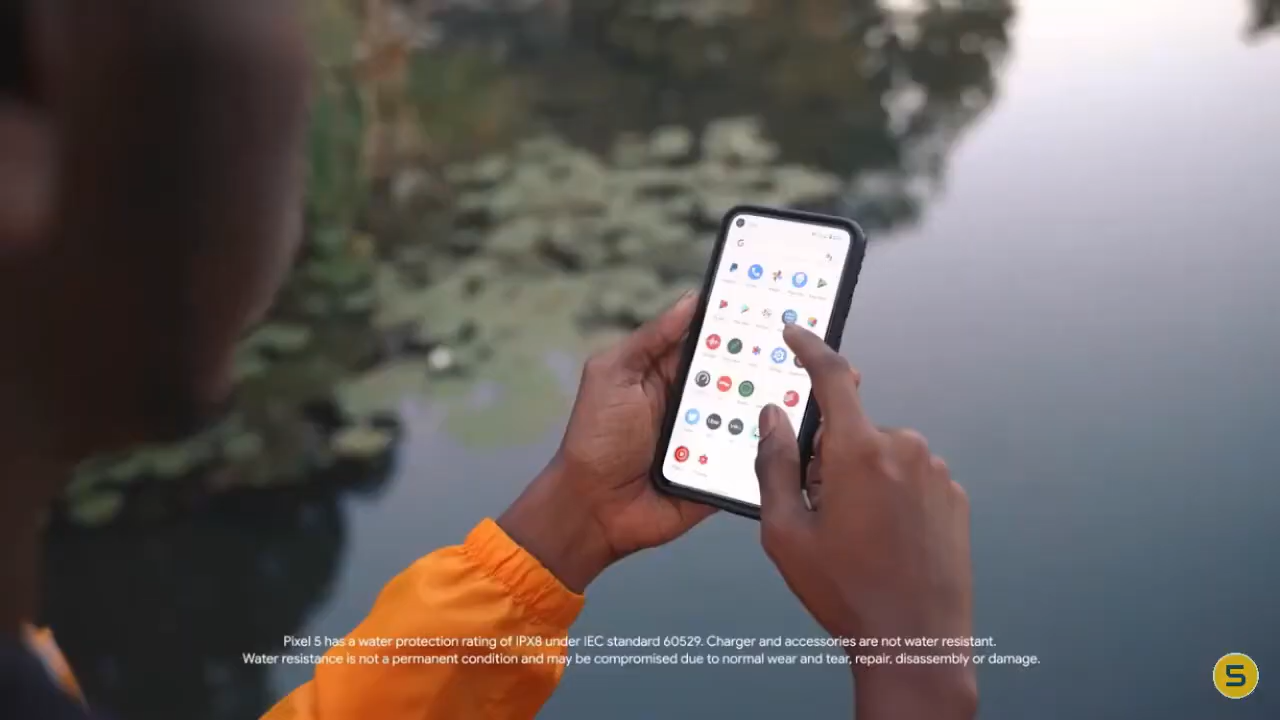 G
Uber
Pixel 5 has a water protection rating of IPX8 under IEC standard 60529. Charger and accessories are not water resistant.
Water resistance is not a permanent condition and may be compromised due to normal wear and tear, repair, disassembly or damage.
5